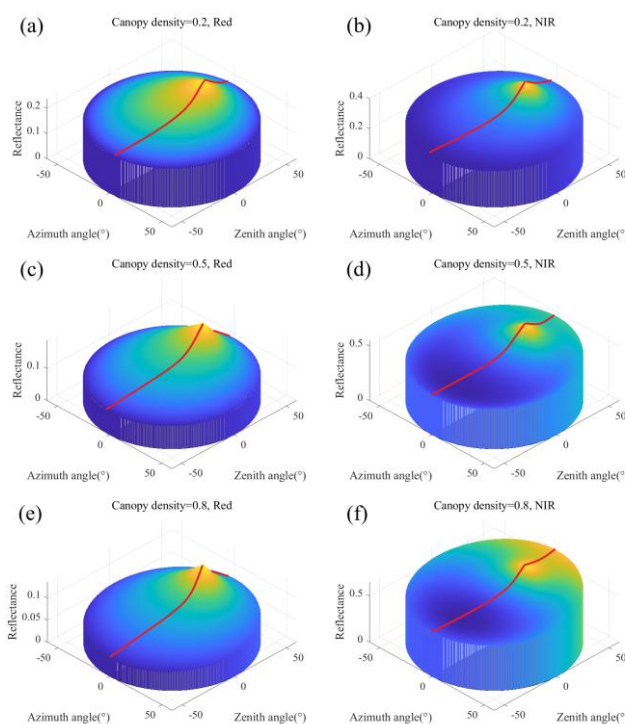 (a)
Canopy density=0.2, Red
Reflectance
0.2
0.1
0
-50
0
50
Azimuth angle(°)
-50
0
50
Zenith angle(°)
(b)
Canopy density=0.2, NIR
Reflectance
0.4
0.2
0
-50
0
50
Azimuth angle(°)
-50
0
50
Zenith angle(°)
(c)
Canopy density=0.5, Red
Reflectance
0.1
0
-50
0
50
Azimuth angle(°)
-50
0
50
Zenith angle(°)
(d)
Canopy density=0.5, NIR
Reflectance
0.5
0
-50
0
50
Azimuth angle(°)
-50
0
50
Zenith angle(°)
(e)
Canopy density=0.8, Red
Reflectance
0.1
0.05
0
-50
0
50
Azimuth angle(°)
-50
0
50
Zenith angle(°)
(f)
Canopy density=0.8, NIR
Reflectance
0.5
0
-50
0
50
Azimuth angle(°)
-50
0
50
Zenith angle(°)